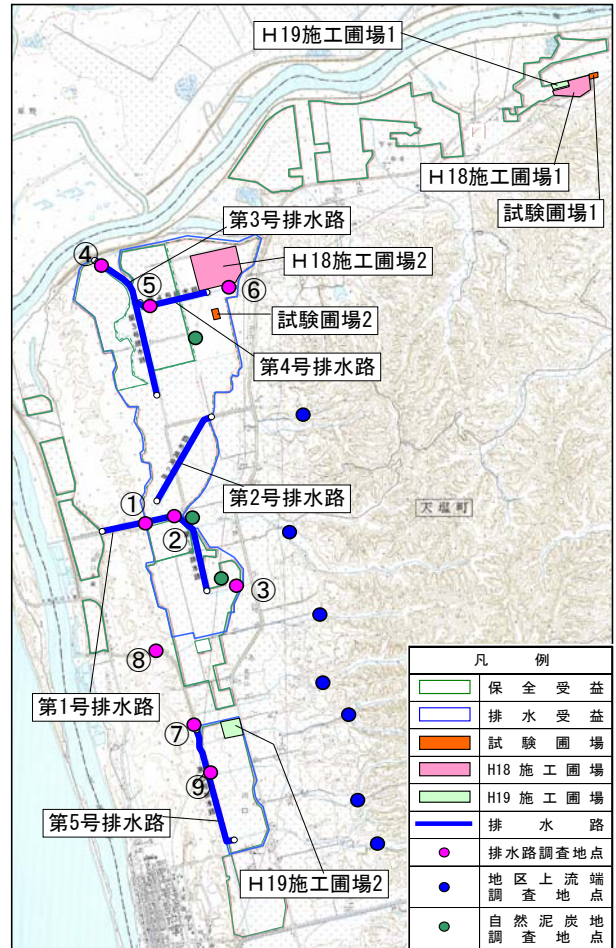 H19施工圃場1
H18施工圃場1
試験圃場1
第3号排水路
H18施工圃場2
④
⑤
⑥
試験圃場2
第4号排水路
第2号排水路
天塩町
①
②
③
⑧
第1号排水路
⑦
⑨
第5号排水路
H19施工圃場2
凡 例
保全受益
排水受益
試験圃場
H18施工圃場
H19施工圃場
排水路
排水路調査地点
地区上流端
調査地点
自然泥炭地
調査地点